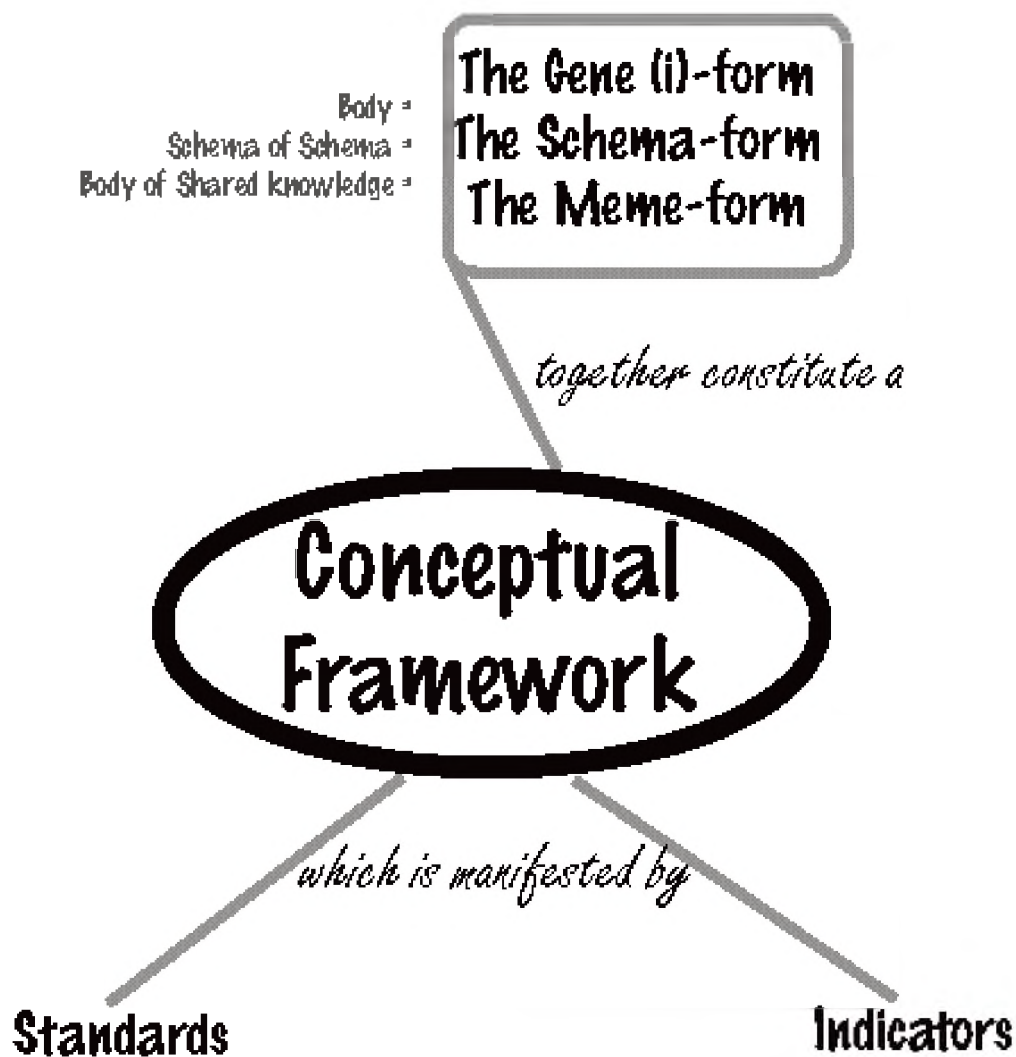 Body = The Gene (i)-form
Schema of Schema = The Schema-form
Body of Shared knowledge = The Meme-form
together constitute a
Conceptual
Framework
which is manifested by
Standards
Indicators